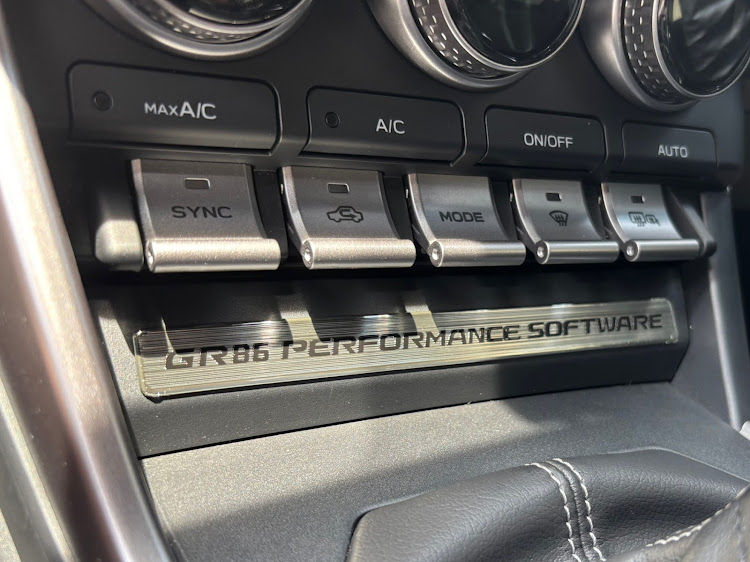 MAX A/C
A/C
ON/OFF
AUTO
SYNC
MODE
GR86 PERFORMANCE SOFTWARE